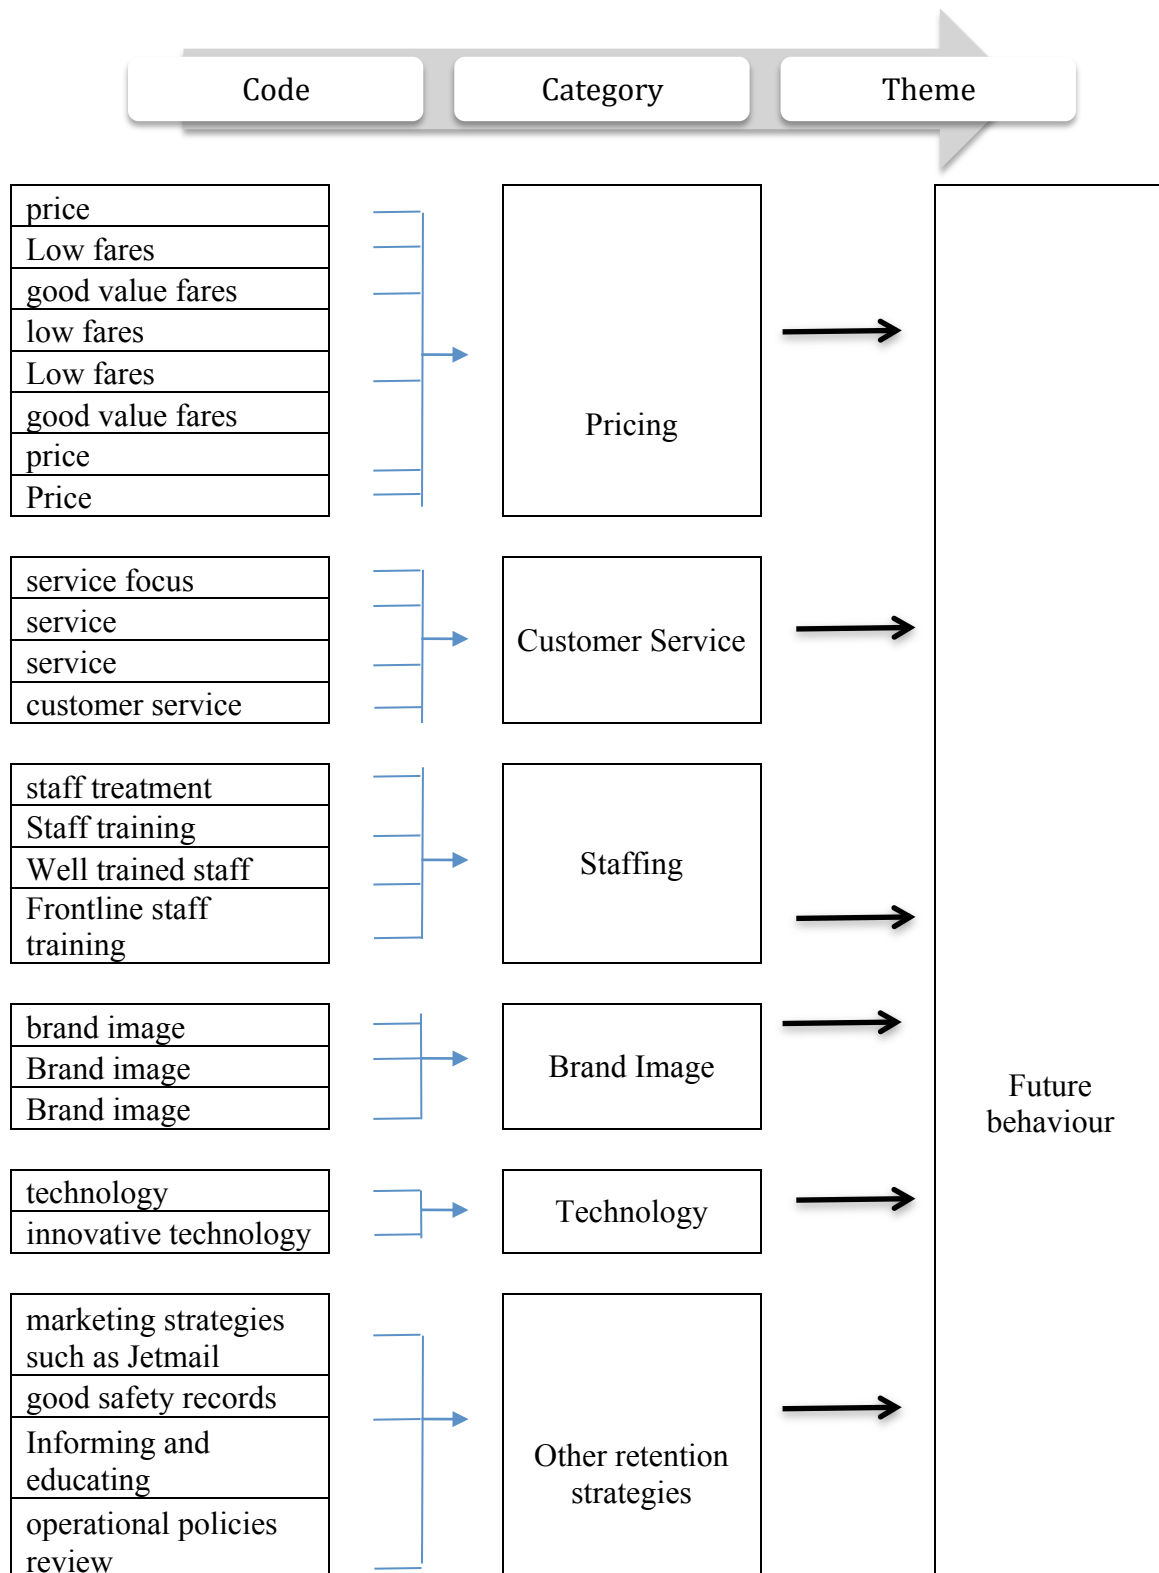 Code
Category
Theme
price
Low fares
good value fares
low fares
Low fares
good value fares
price
Price
Pricing
service focus
service
service
customer service
Customer Service
staff treatment
Staff training
Well trained staff
Frontline staff
training
Staffing
brand image
Brand image
Brand image
Brand Image
technology
innovative technology
Technology
marketing strategies
such as Jetmail
good safety records
Informing and
educating
operational policies
review
Other retention
strategies
Future
behaviour